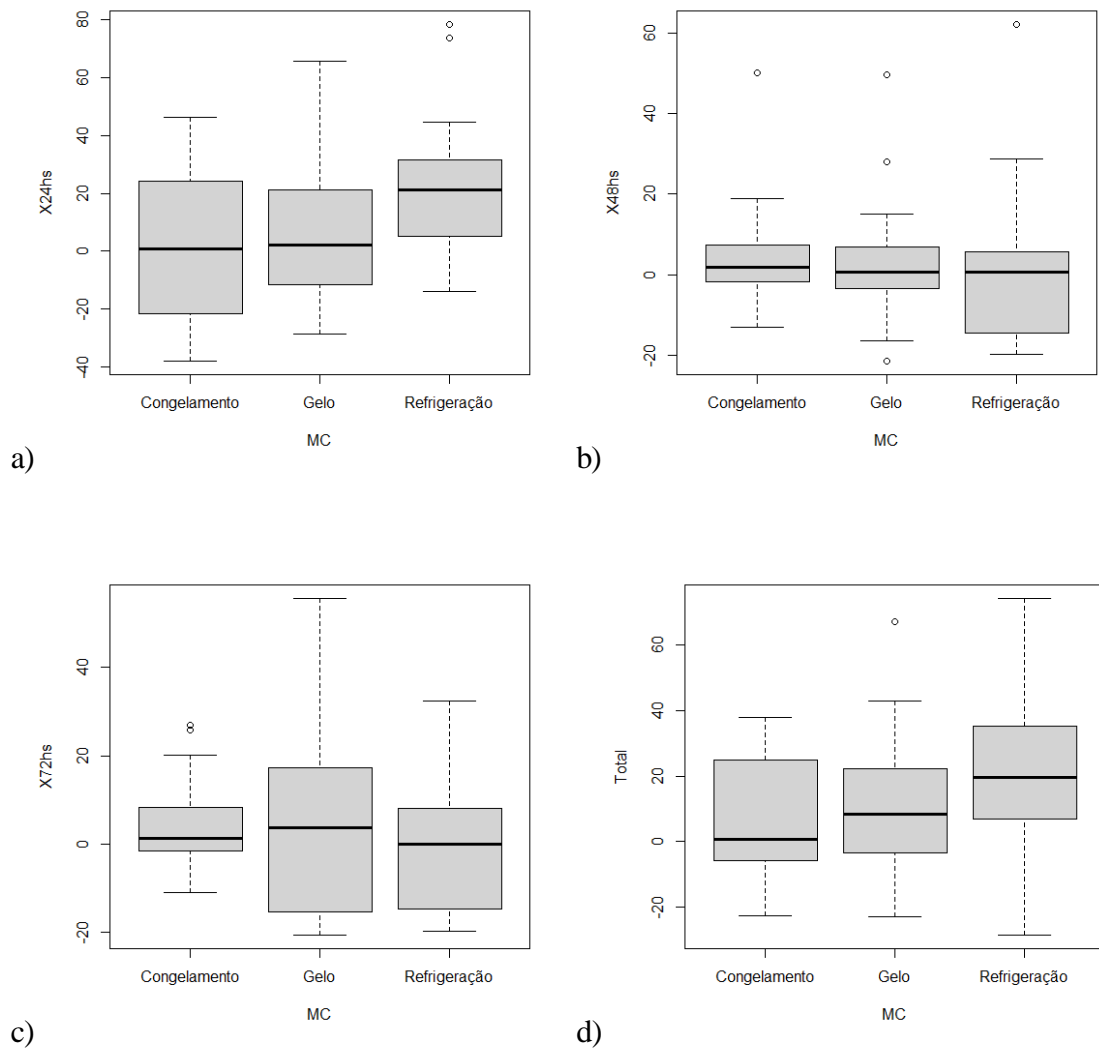 80
60
40
20
0
-20
-40
X24hs
Congelamento Gelo Refrigeração
MC
a)
60
40
20
0
-20
X48hs
Congelamento Gelo Refrigeração
MC
b)
40
20
0
-20
X72hs
Congelamento Gelo Refrigeração
MC
c)
60
40
20
0
-20
Total
Congelamento Gelo Refrigeração
MC
d)